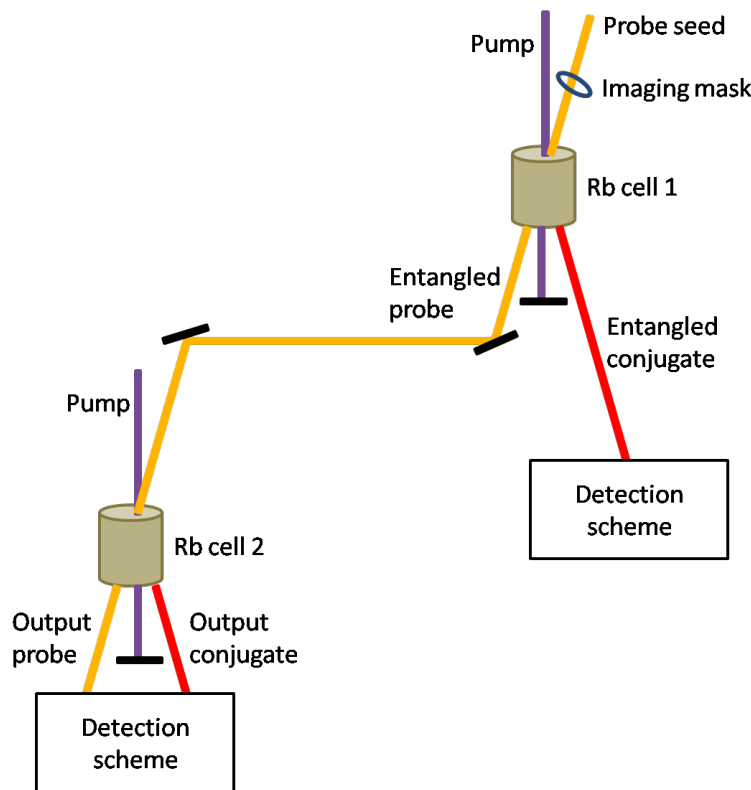 Probe seed
Pump
Imaging mask
Rb cell 1
Entangled
probe
Entangled
conjugate
Pump
Detection
scheme
Rb cell 2
Output
probe
Output
conjugate
Detection
scheme